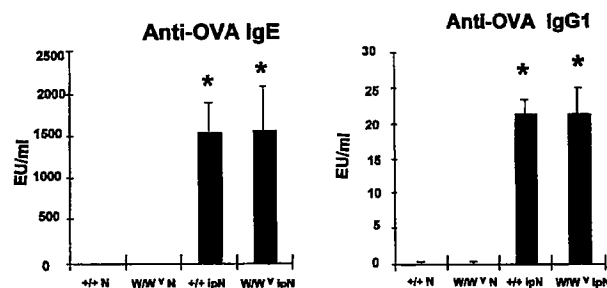 Anti-OVA IgE
2500
2000
1500
1000
500
0
EU/ml
+/+ N
W/W v N
+/+ ipN
W/W v ipN
Anti-OVA IgG1
30
25
20
15
10
5
0
EU/ml
+/+ N
W/W v N
+/+ ipN
W/W v ipN
*
*
*
*